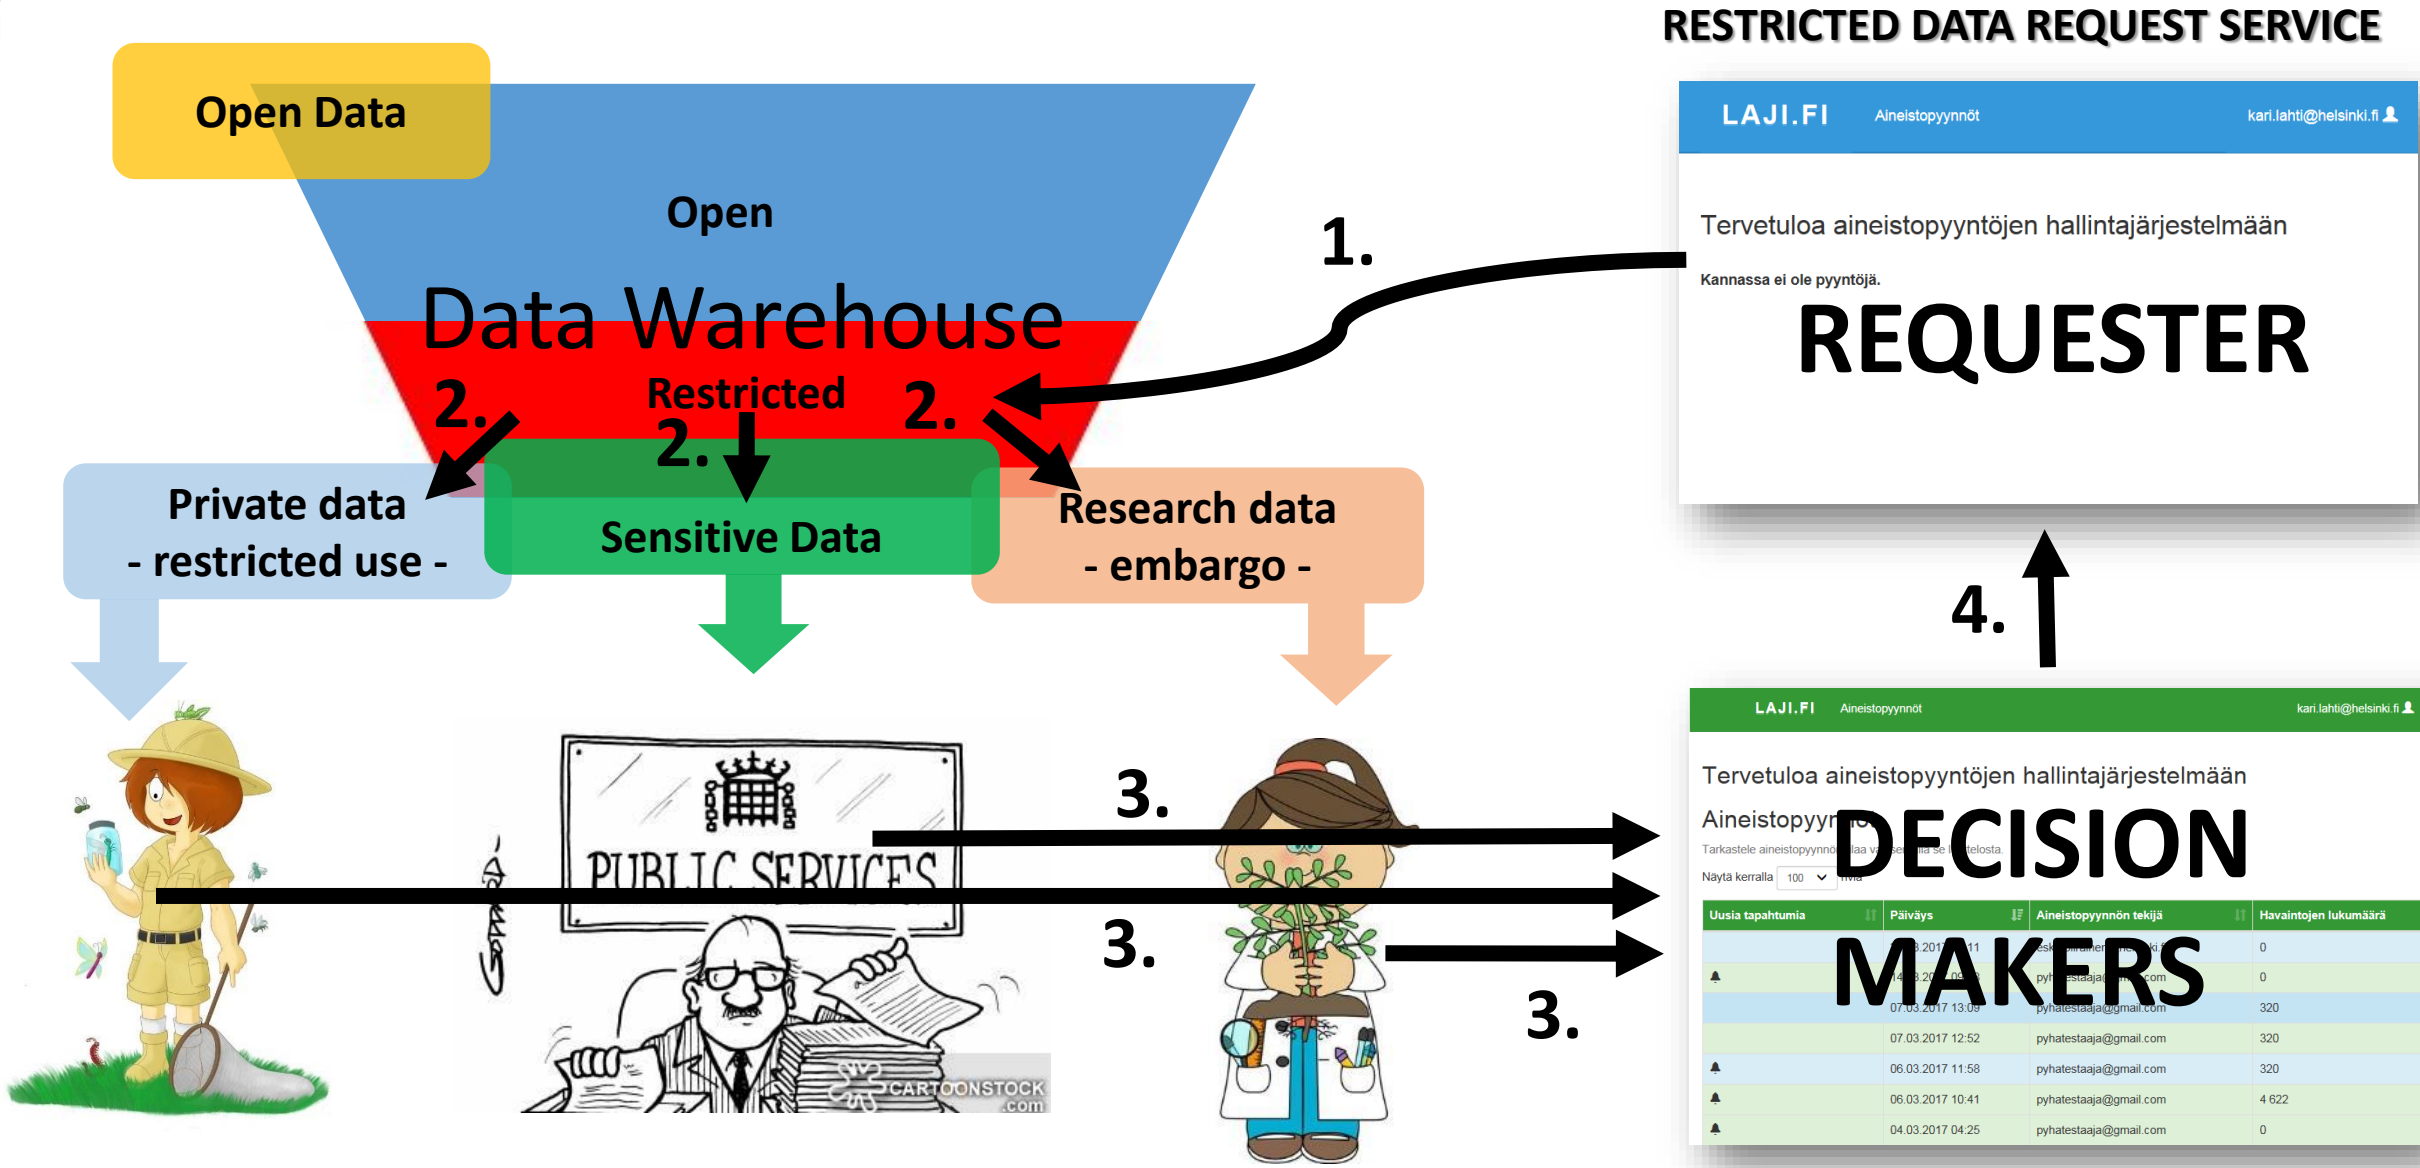 RESTRICTED DATA REQUEST SERVICE
Open Data
Open
Data Warehouse
Restricted
1.
2.
2.
2.
Private data
- restricted use -
Sensitive Data
Research data
- embargo -
LAJI.FI Aineistopyynnöt kari.lahti@helsinki.fi
Tervetuloa aineistopyyntöjen hallintajärjestelmään
Kannassa ei ole pyyntöjä.
REQUESTER
4.
3.
3.
3.
PUBLIC SERVICES
CARTOONSTOCK
.com
LAJI.FI Aineistopyynnöt kari.lahti@helsinki.fi
Tervetuloa aineistopyyntöjen hallintajärjestelmään
DECISION
MAKERS
Näytä kerralla 100
Uusia tapahtumia Päiväys Aineistopyynnön tekijä Havaintojen lukumäärä
0
0
07.03.2017 13:09 pyhatestaaja@gmail.com 320
07.03.2017 12:52 pyhatestaaja@gmail.com 320
06.03.2017 11:58 pyhatestaaja@gmail.com 320
06.03.2017 10:41 pyhatestaaja@gmail.com 4 622
04.03.2017 04:25 pyhatestaaja@gmail.com 0